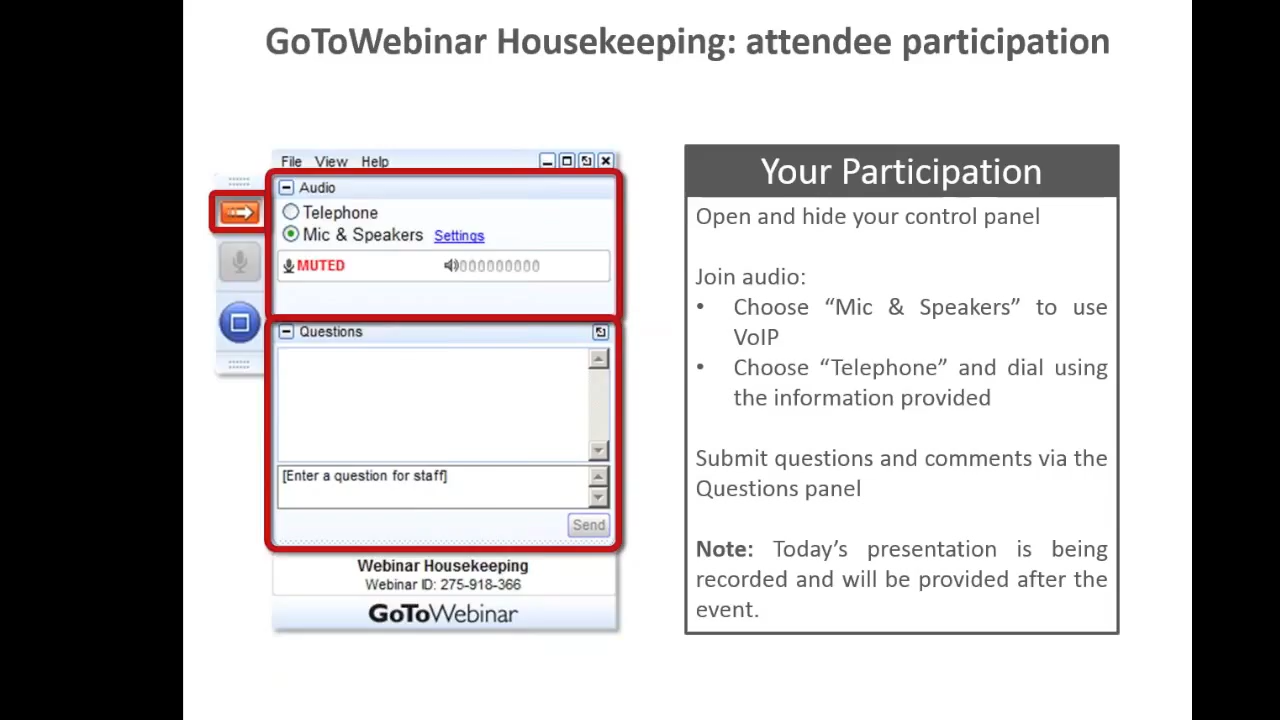 GoToWebinar Housekeeping: attendee participation
File View Help
Audio
Telephone
Mic & Speakers Settings
MUTED 000000000
Questions
[Enter a question for staff]
Send
Webinar Housekeeping
Webinar ID: 275-918-366
GoToWebinar
Your Participation
Open and hide your control panel
Join audio:
• Choose “Mic & Speakers” to use
VoIP
• Choose “Telephone” and dial using
the information provided
Submit questions and comments via the
Questions panel
Note: Today’s presentation is being
recorded and will be provided after the
event.